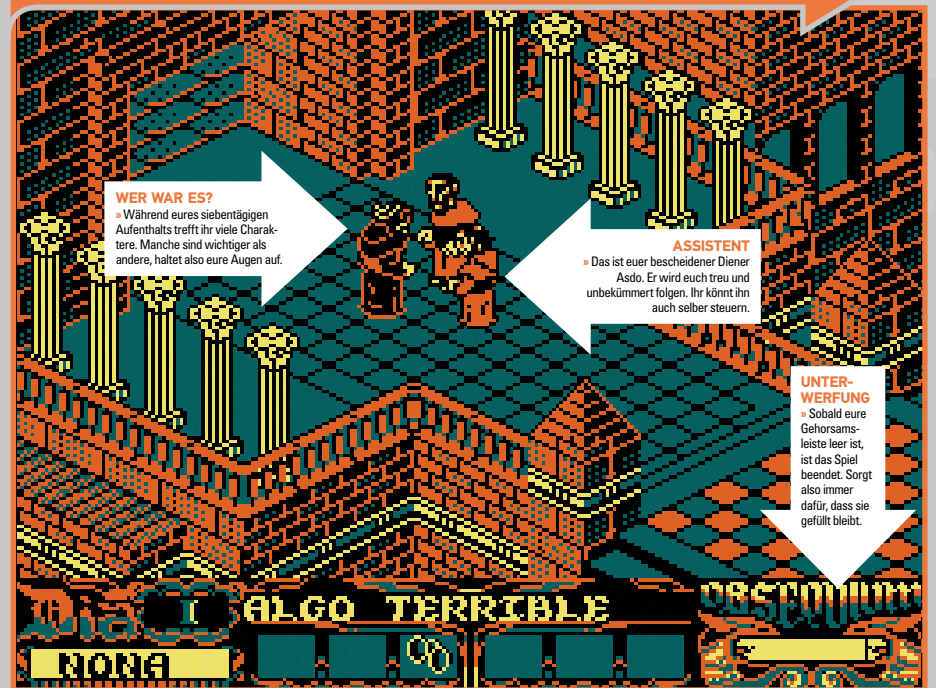 WER WAR ES?
» Während eures siebentägigen
Aufenthalts trefft ihr viele Charak-
tere. Manche sind wichtiger als
andere, haltet also eure Augen auf.
ASSISTENT
» Das ist euer bescheidener Diener
Asdo. Er wird euch treu und
unbekümmert folgen. Ihr könnt ihn
auch selber steuern.
UNTER-
WERFUNG
» Sobald eure
Gehorsams-
leiste leer ist,
ist das Spiel
beendet. Sorgt
also immer
dafür, dass sie
gefüllt bleibt.
I
ALGO TERRIBLE
NONA